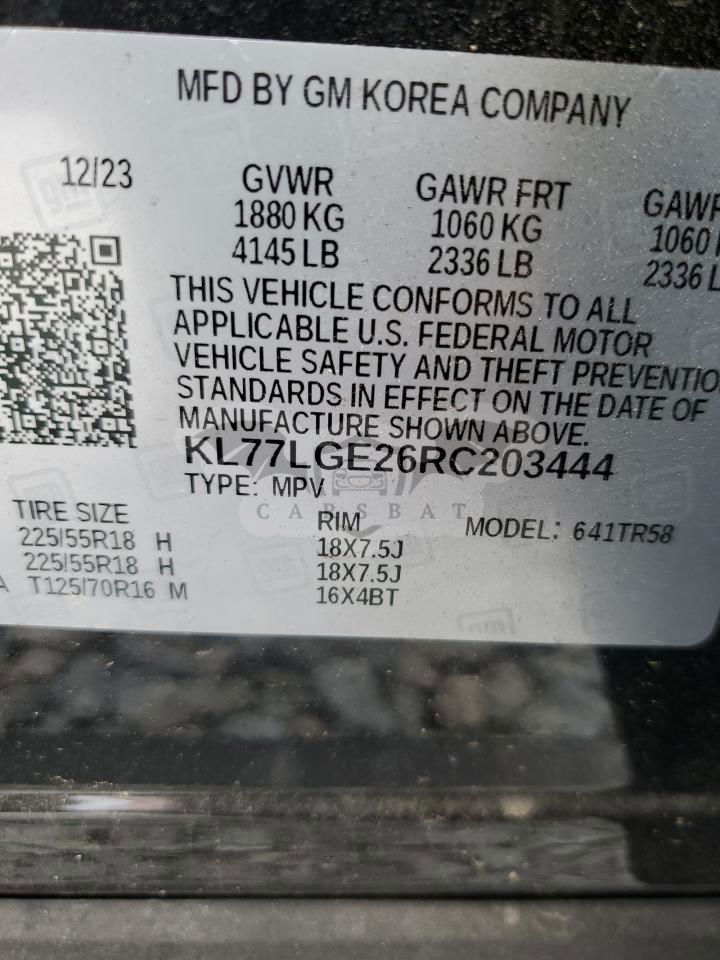 MFD BY GM KOREA COMPANY
12/23 GVWR GAWR FRT GAWR
1880 KG 1060 KG 1060
4145 LB 2336 LB 2336 L
THIS VEHICLE CONFORMS TO ALL
APPLICABLE U.S. FEDERAL MOTOR
VEHICLE SAFETY AND THEFT PREVENTIO
STANDARDS IN EFFECT ON THE DATE OF
MANUFACTURE SHOWN ABOVE.
KL77LGE26RC203444
TYPE: MPV
CARSBAT
TIRE SIZE RIM MODEL: 641TR58
225/55R18 H 18X7.5J
225/55R18 H 18X7.5J
A T125/70R16 M 16X4BT